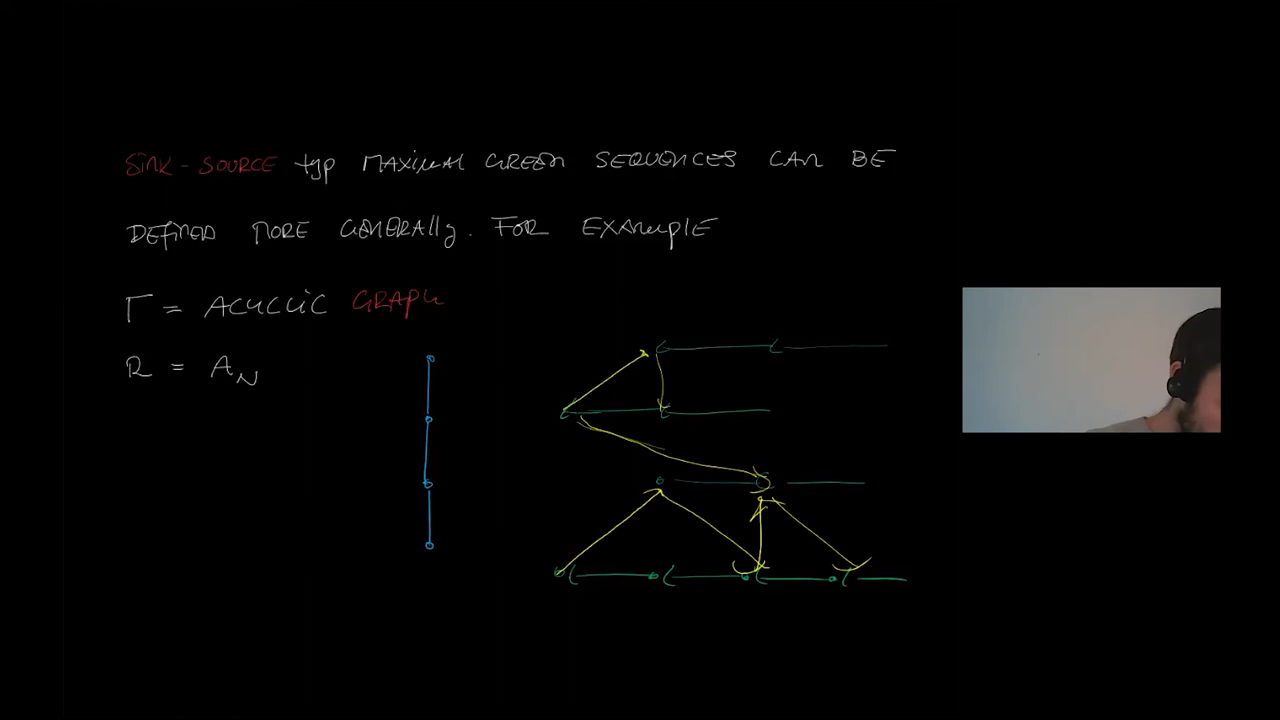 Sink-SOURCE typ MAXIMAL GREEN SEQUENCES CAN BE
DEFINED MORE GENERALLy. FOR EXAMPLE
Γ = ACYCLIC GRAPH
R = A_N